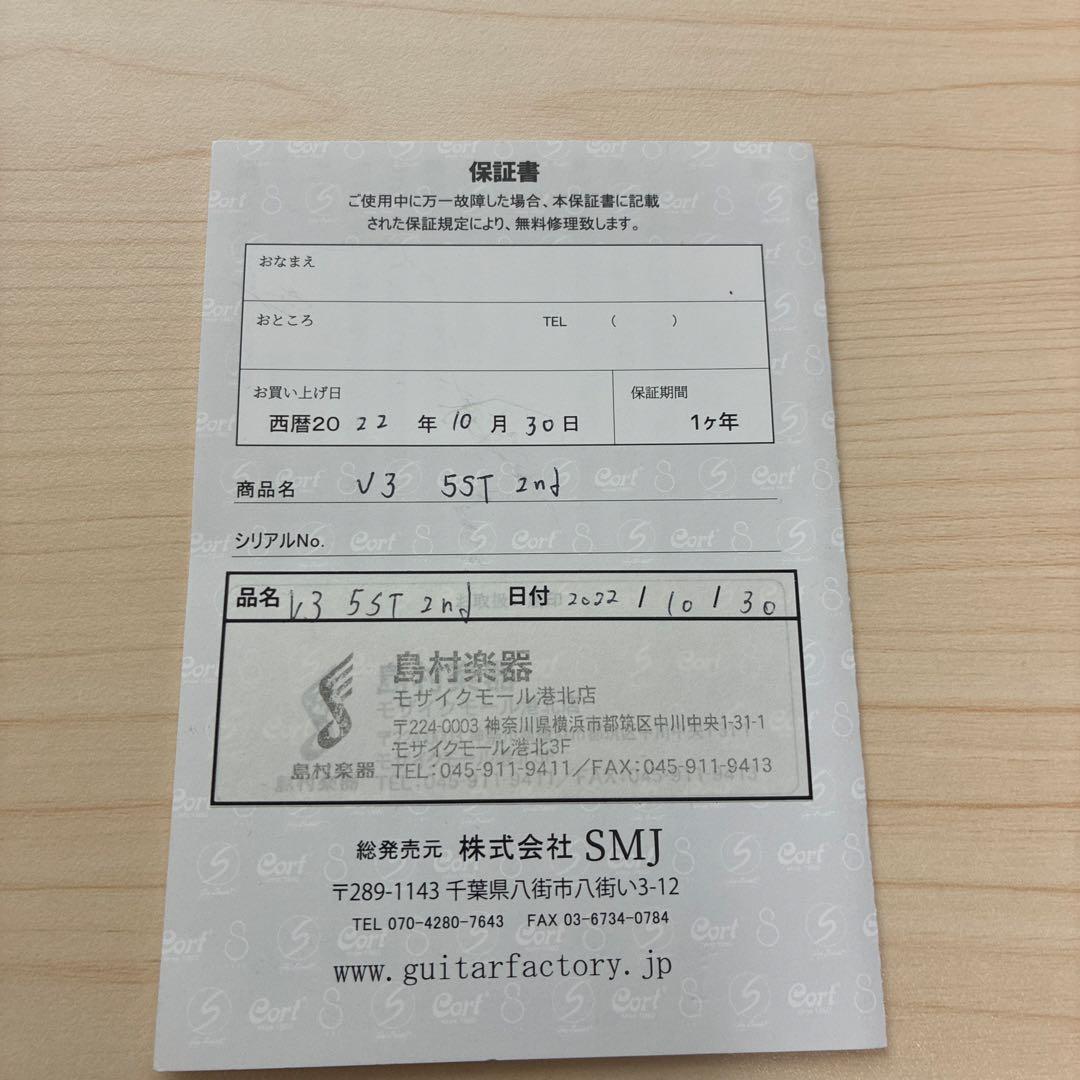 保証書
ご使用中に万一故障した場合、本保証書に記載
された保証規定により、無料修理致します。
おなまえ
おところ TEL ( )
お買い上げ日 保証期間
西暦20 22 年 10 月 30 日 1ヶ年
商品名 V3 5ST 2nd
シリアルNo.
品名 V3 5ST 2nd 日付 2022 / 10 / 30
島村楽器
モザイクモール港北店
〒224-0003 神奈川県横浜市都筑区中川中央1-31-1
モザイクモール港北3F
島村楽器 TEL:045-911-9411/FAX:045-911-9413
総発売元 株式会社 SMJ
〒289-1143 千葉県八街市八街い3-12
TEL 070-4280-7643 FAX 03-6734-0784
www.guitarfactory.jp
Cort